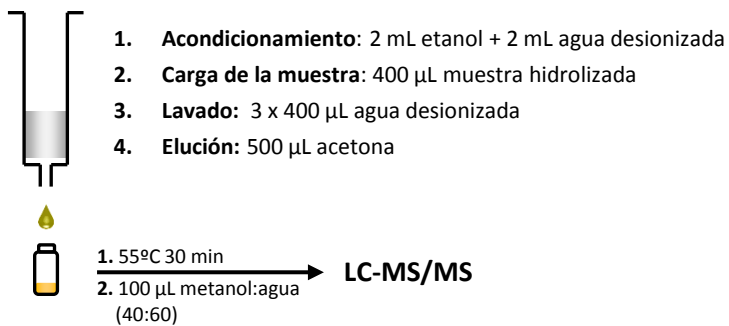 1. Acondicionamiento: 2 mL etanol + 2 mL agua desionizada
2. Carga de la muestra: 400 µL muestra hidrolizada
3. Lavado: 3 x 400 µL agua desionizada
4. Elución: 500 µL acetona
1. 55ºC 30 min
LC-MS/MS
2. 100 µL metanol:agua
(40:60)